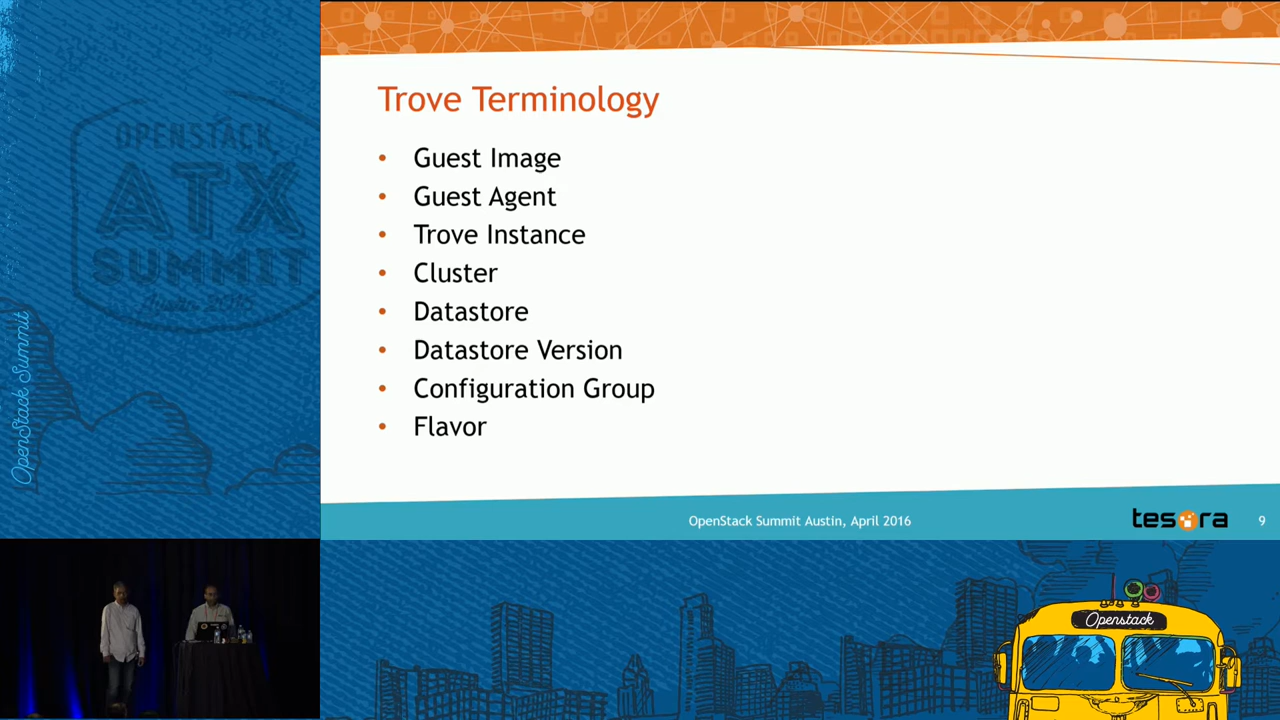 Trove Terminology
• Guest Image
• Guest Agent
• Trove Instance
• Cluster
• Datastore
• Datastore Version
• Configuration Group
• Flavor
OpenStack Summit Austin, April 2016
tesora
9
OPENSTACK
ATX
SUMMIT
Austin 2016
OpenStack Summit
Openstack